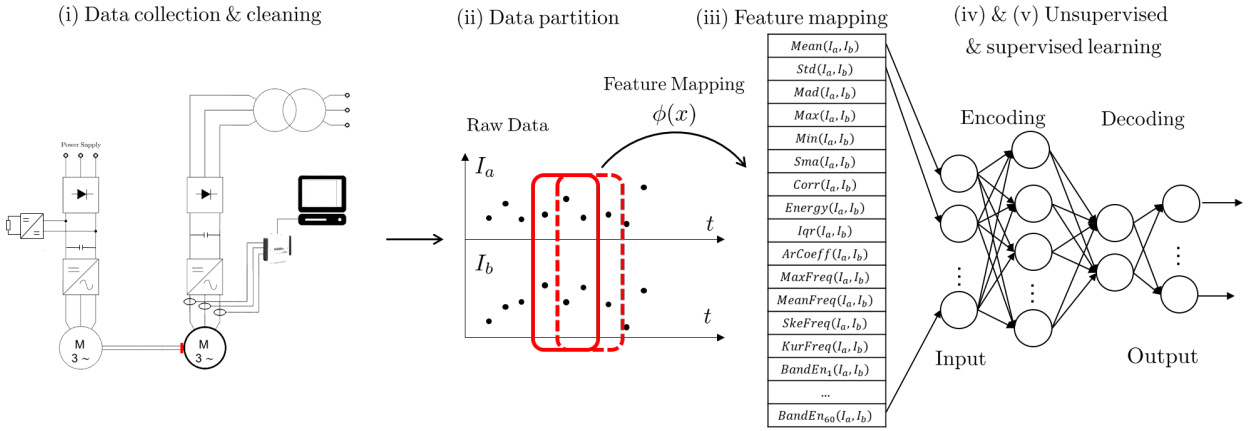 (i) Data collection & cleaning
(ii) Data partition
(iii) Feature mapping
(iv) & (v) Unsupervised
& supervised learning
Power Supply
M
3 ~
M
3 ~
Raw Data
I_a
t
I_b
t
Feature Mapping
ϕ(x)
Mean(I_a, I_b)
Std(I_a, I_b)
Mad(I_a, I_b)
Max(I_a, I_b)
Min(I_a, I_b)
Sma(I_a, I_b)
Corr(I_a, I_b)
Energy(I_a, I_b)
Iqr(I_a, I_b)
ArCoeff(I_a, I_b)
MaxFreq(I_a, I_b)
MeanFreq(I_a, I_b)
SkeFreq(I_a, I_b)
KurFreq(I_a, I_b)
BandEn_1(I_a, I_b)
...
BandEn_60(I_a, I_b)
Encoding
Decoding
Input
Output